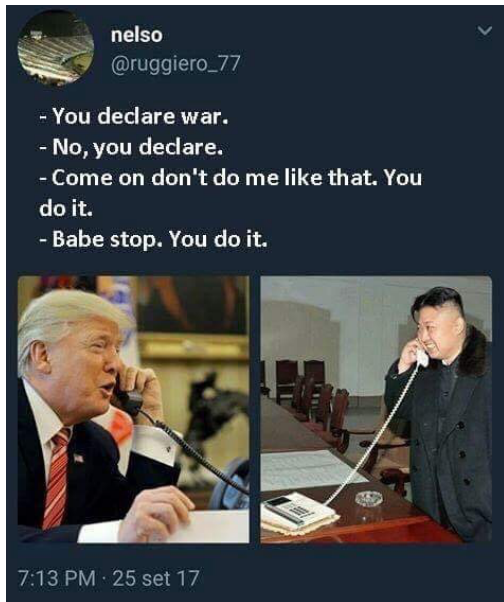 nelso
@ruggiero_77
- You declare war.
- No, you declare.
- Come on don't do me like that. You
do it.
- Babe stop. You do it.
7:13 PM · 25 set 17